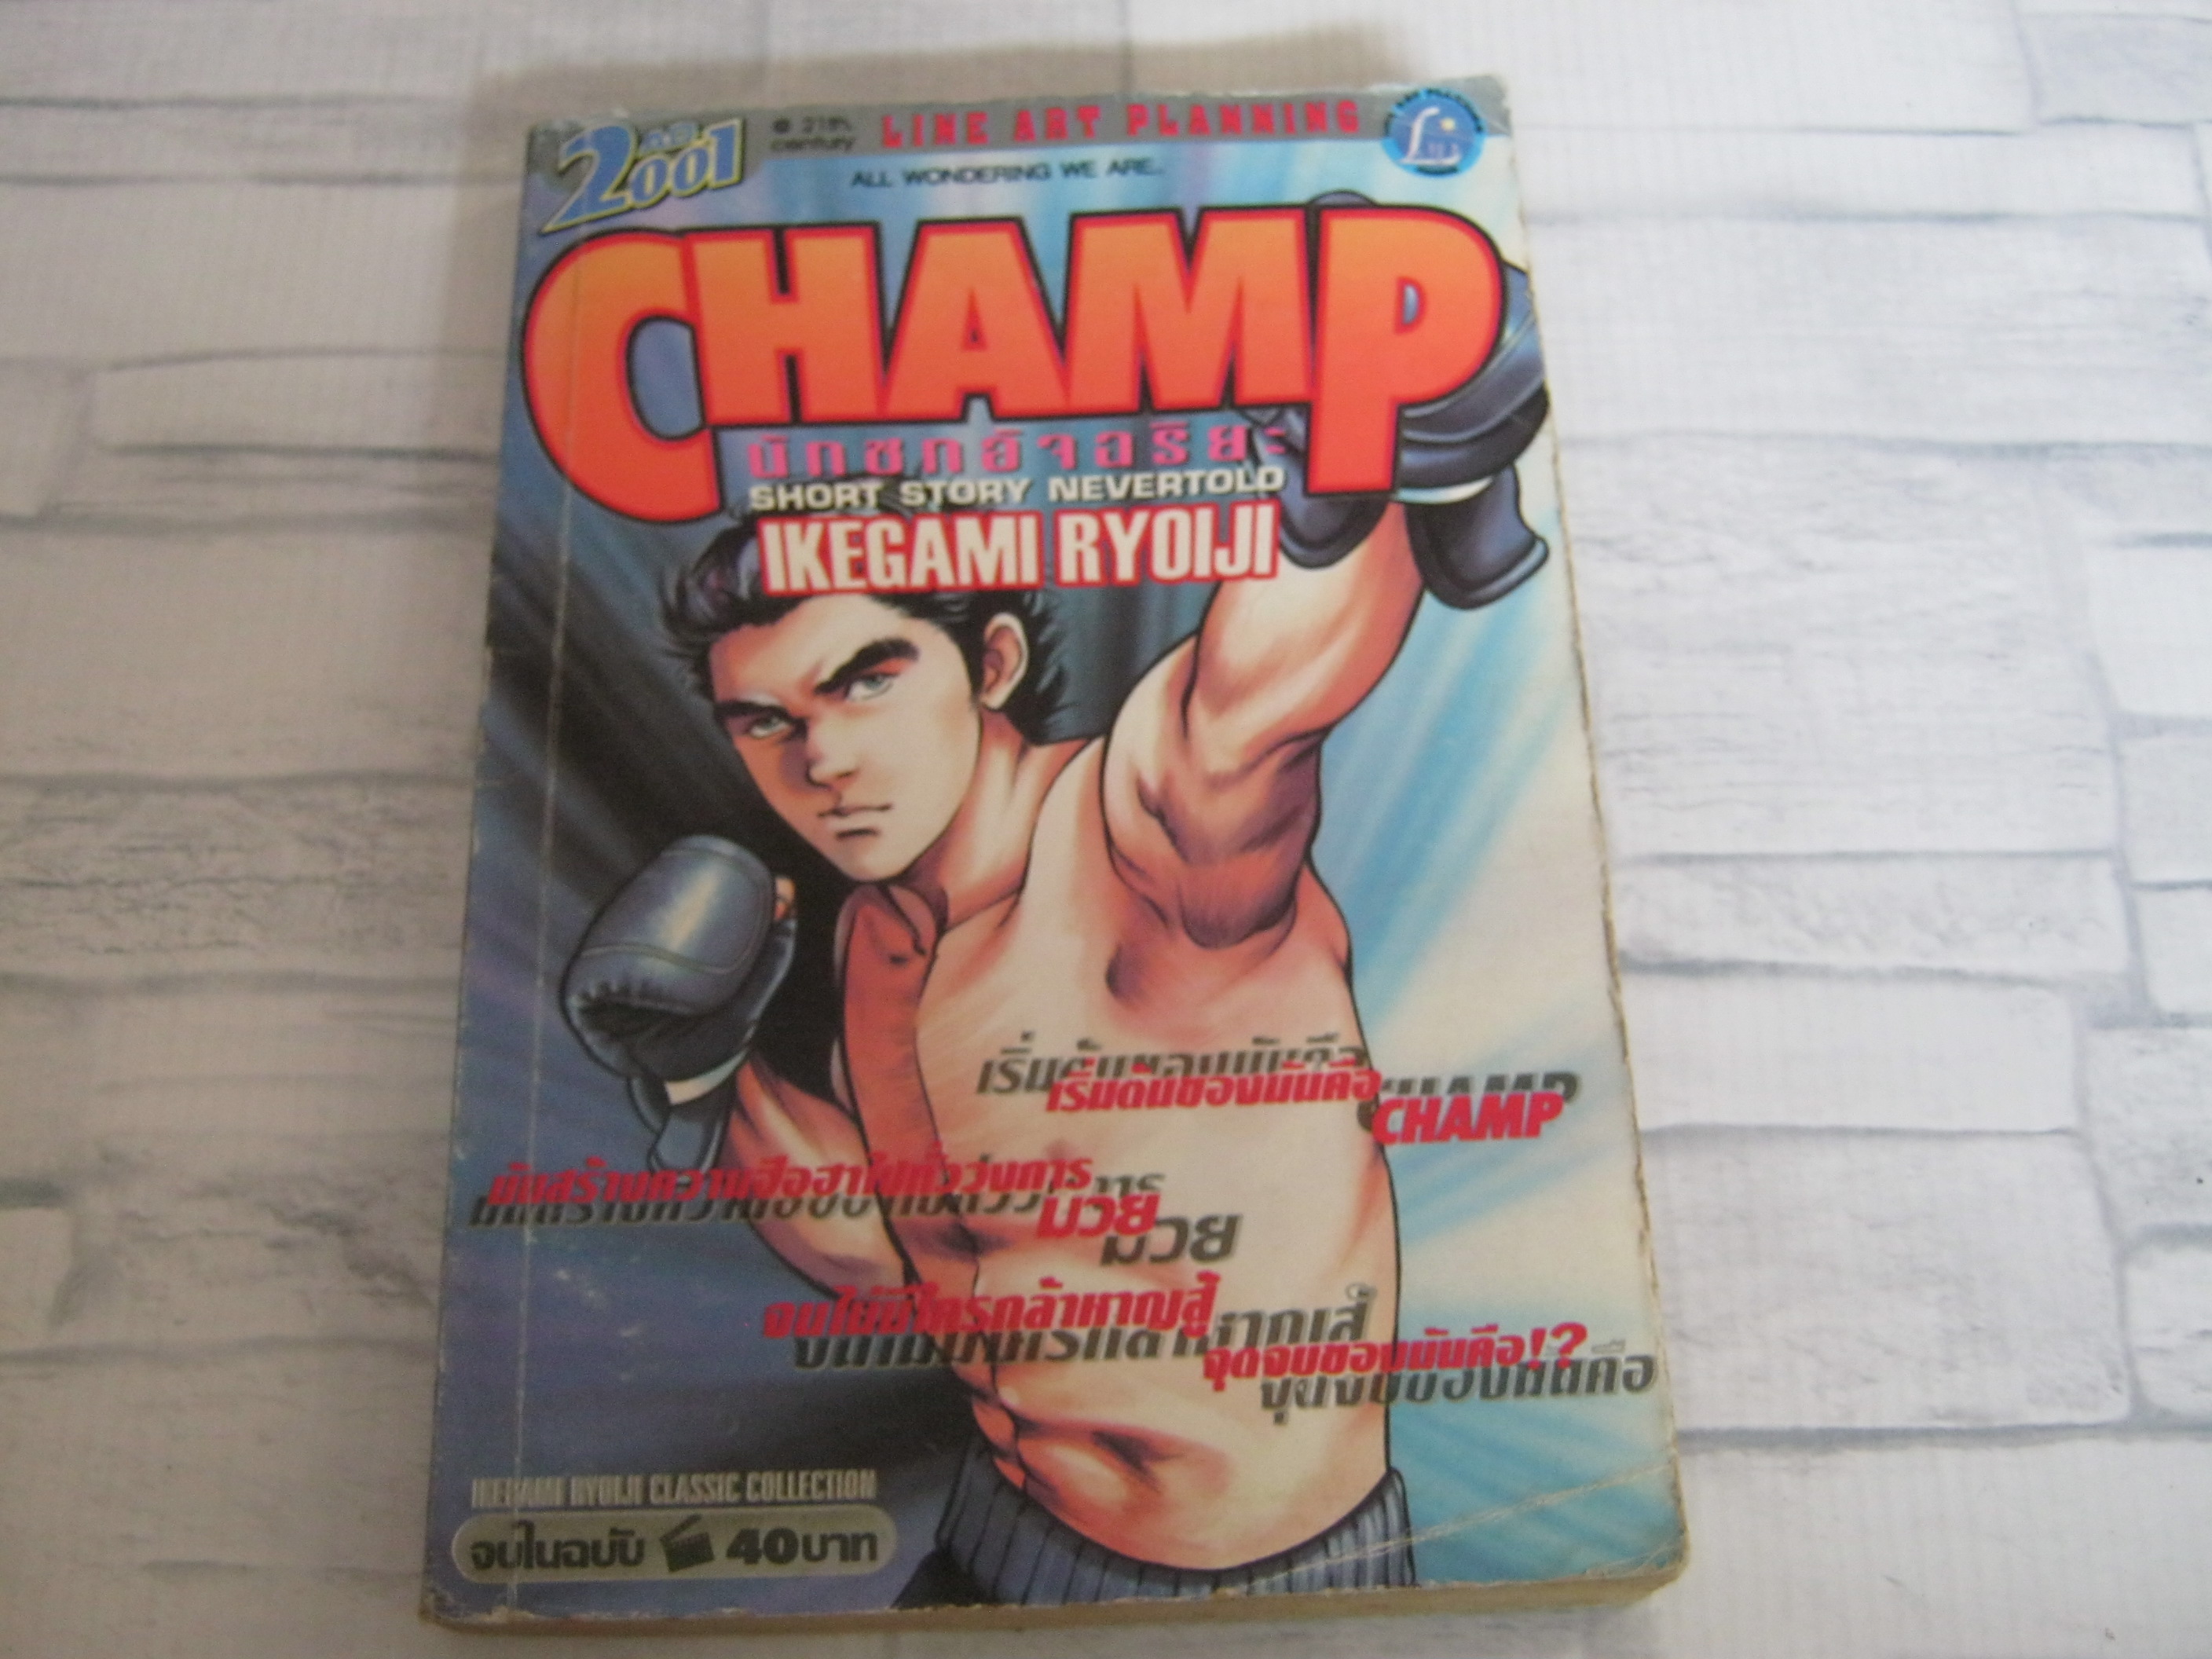 2001
21th. century
LINE ART PLANNING
ALL WONDERING WE ARE..
CHAMP
นักชกอัจฉริยะ
SHORT STORY NEVERTOLD
IKEGAMI RYOIJI
เริ่มต้นของมันคือ
CHAMP
มันสร้างความฮือฮาไปทั่ววงการ
มวย
จนไม่มีใครกล้าหาญสู้
จุดจบของมันคือ!?
IKEGAMI RYOIJI CLASSIC COLLECTION
จบในฉบับ 40บาท